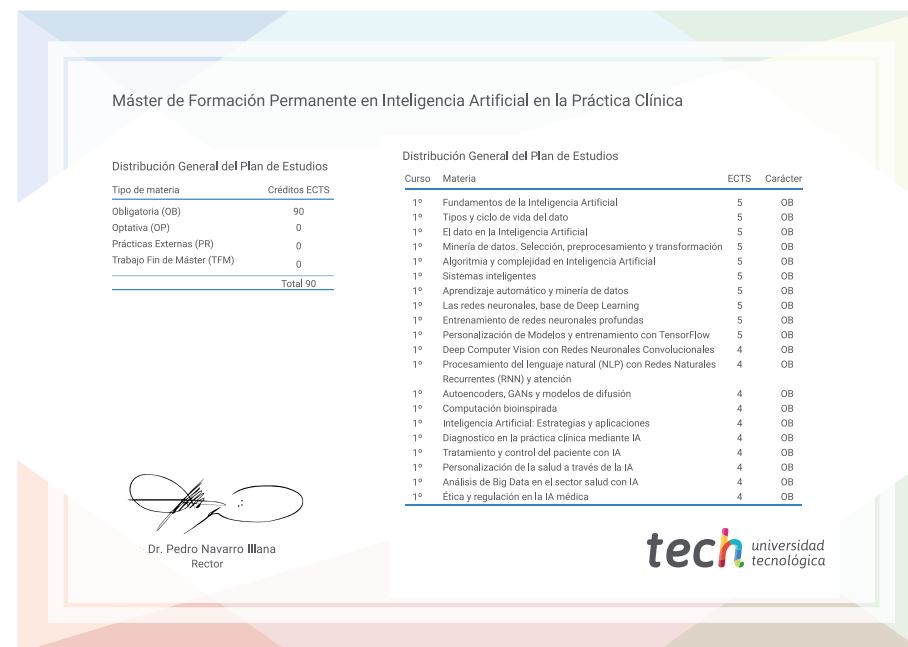 Máster de Formación Permanente en Inteligencia Artificial en la Práctica Clínica
Distribución General del Plan de Estudios
Tipo de materia Créditos ECTS
Obligatoria (OB) 90
Optativa (OP) 0
Prácticas Externas (PR) 0
Trabajo Fin de Máster (TFM) 0
Total 90
Distribución General del Plan de Estudios
Curso Materia ECTS Carácter
1º Fundamentos de la Inteligencia Artificial 5 OB
1º Tipos y ciclo de vida del dato 5 OB
1º El dato en la Inteligencia Artificial 5 OB
1º Minería de datos. Selección, preprocesamiento y transformación 5 OB
1º Algoritmia y complejidad en Inteligencia Artificial 5 OB
1º Sistemas inteligentes 5 OB
1º Aprendizaje automático y minería de datos 5 OB
1º Las redes neuronales, base de Deep Learning 5 OB
1º Entrenamiento de redes neuronales profundas 5 OB
1º Personalización de Modelos y entrenamiento con TensorFlow 5 OB
1º Deep Computer Vision con Redes Neuronales Convolucionales 4 OB
1º Procesamiento del lenguaje natural (NLP) con Redes Naturales 4 OB
Recurrentes (RNN) y atención
1º Autoencoders, GANs y modelos de difusión 4 OB
1º Computación bioinspirada 4 OB
1º Inteligencia Artificial: Estrategias y aplicaciones 4 OB
1º Diagnostico en la práctica clínica mediante IA 4 OB
1º Tratamiento y control del paciente con IA 4 OB
1º Personalización de la salud a través de la IA 4 OB
1º Análisis de Big Data en el sector salud con IA 4 OB
1º Ética y regulación en la IA médica 4 OB
Dr. Pedro Navarro Illana
Rector
tech universidad
tecnológica